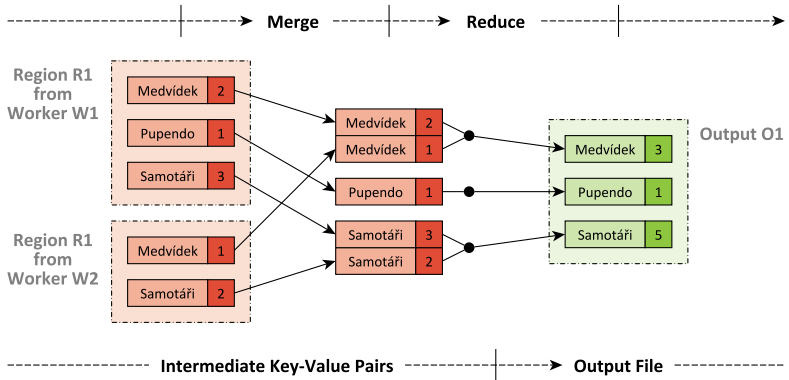 Merge
Reduce
Region R1
from
Worker W1
Medvídek 2
Pupendo 1
Samotáři 3
Region R1
from
Worker W2
Medvídek 1
Samotáři 2
Medvídek 2
Medvídek 1
Pupendo 1
Samotáři 3
Samotáři 2
Output O1
Medvídek 3
Pupendo 1
Samotáři 5
Intermediate Key-Value Pairs
Output File